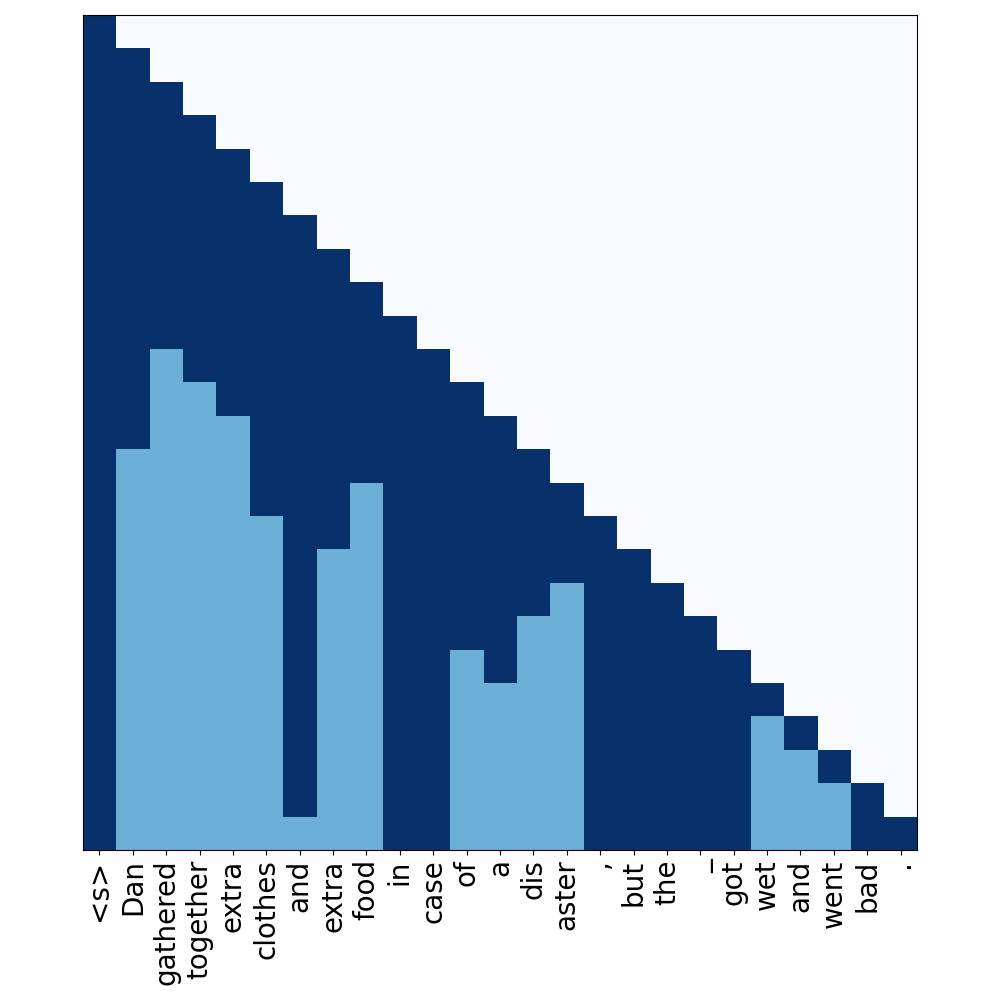 <s> Dan gathered together extra clothes and extra food in case of a dis aster , but the _ got wet and went bad .